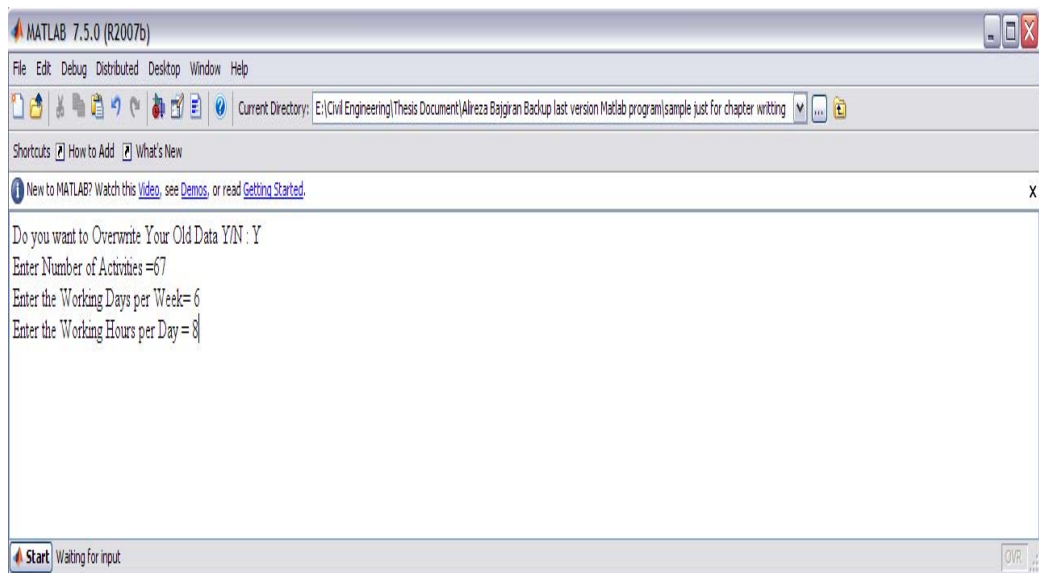 MATLAB 7.5.0 (R2007b)
File Edit Debug Distributed Desktop Window Help
Current Directory: E:\Civil Engineering\Thesis Document\Alireza Bajgiran Backup last version Matlab program\sample just for chapter writting
Shortcuts How to Add What's New
New to MATLAB? Watch this Video, see Demos, or read Getting Started. X
Do you want to Overwrite Your Old Data Y/N : Y
Enter Number of Activities =67
Enter the Working Days per Week= 6
Enter the Working Hours per Day = 8
Start Waiting for input OVR